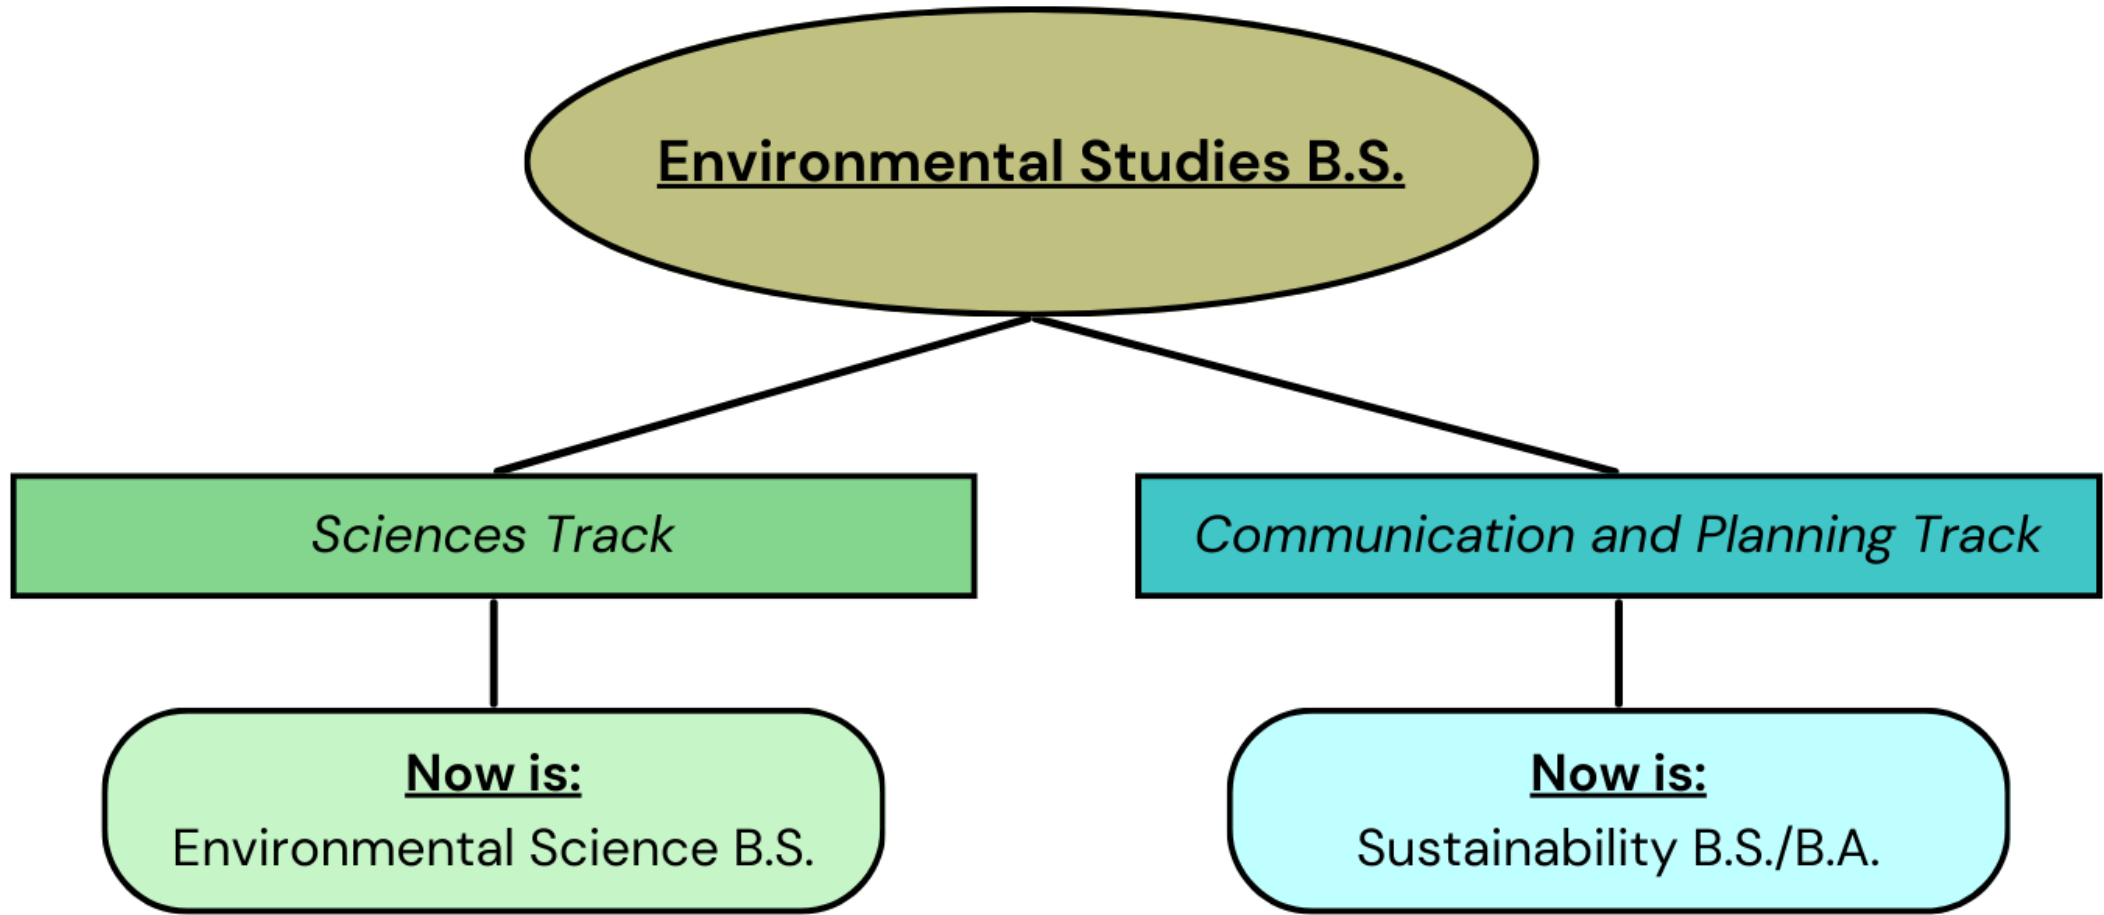 Environmental Studies B.S.
Sciences Track
Communication and Planning Track
Now is:
Environmental Science B.S.
Now is:
Sustainability B.S./B.A.